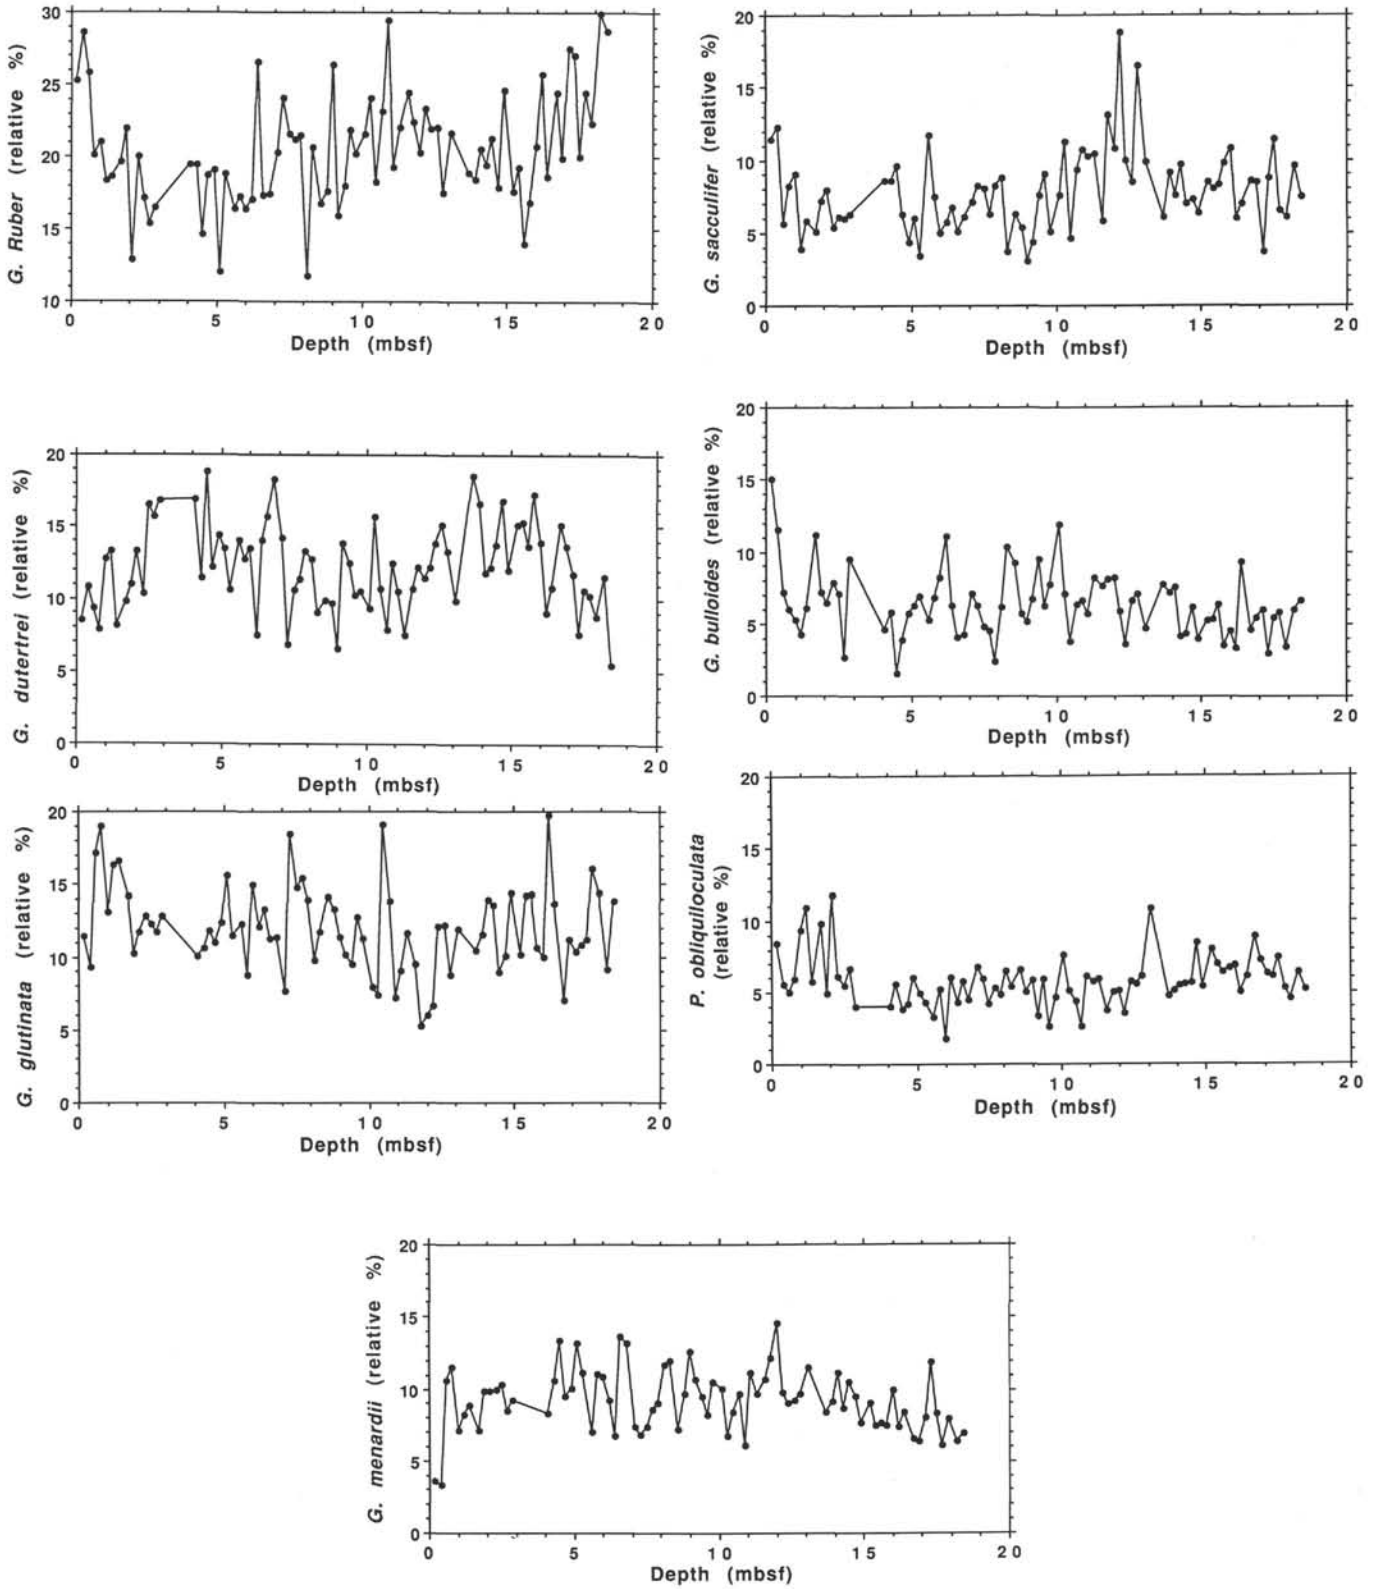 G. Ruber (relative %)
30
25
20
15
10
0 5 10 15 20
Depth (mbsf)
G. sacculifer (relative %)
20
15
10
5
0
0 5 10 15 20
Depth (mbsf)
G. dutertrei (relative %)
20
15
10
5
0
0 5 10 15 20
Depth (mbsf)
G. bulloides (relative %)
20
15
10
5
0
0 5 10 15 20
Depth (mbsf)
G. glutinata (relative %)
20
15
10
5
0
0 5 10 15 20
Depth (mbsf)
P. obliquiloculata
(relative %)
20
15
10
5
0
0 5 10 15 20
Depth (mbsf)
G. menardii (relative %)
20
15
10
5
0
0 5 10 15 20
Depth (mbsf)